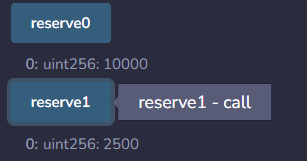 reserve0
0: uint256: 10000
reserve1
reserve1 - call
0: uint256: 2500